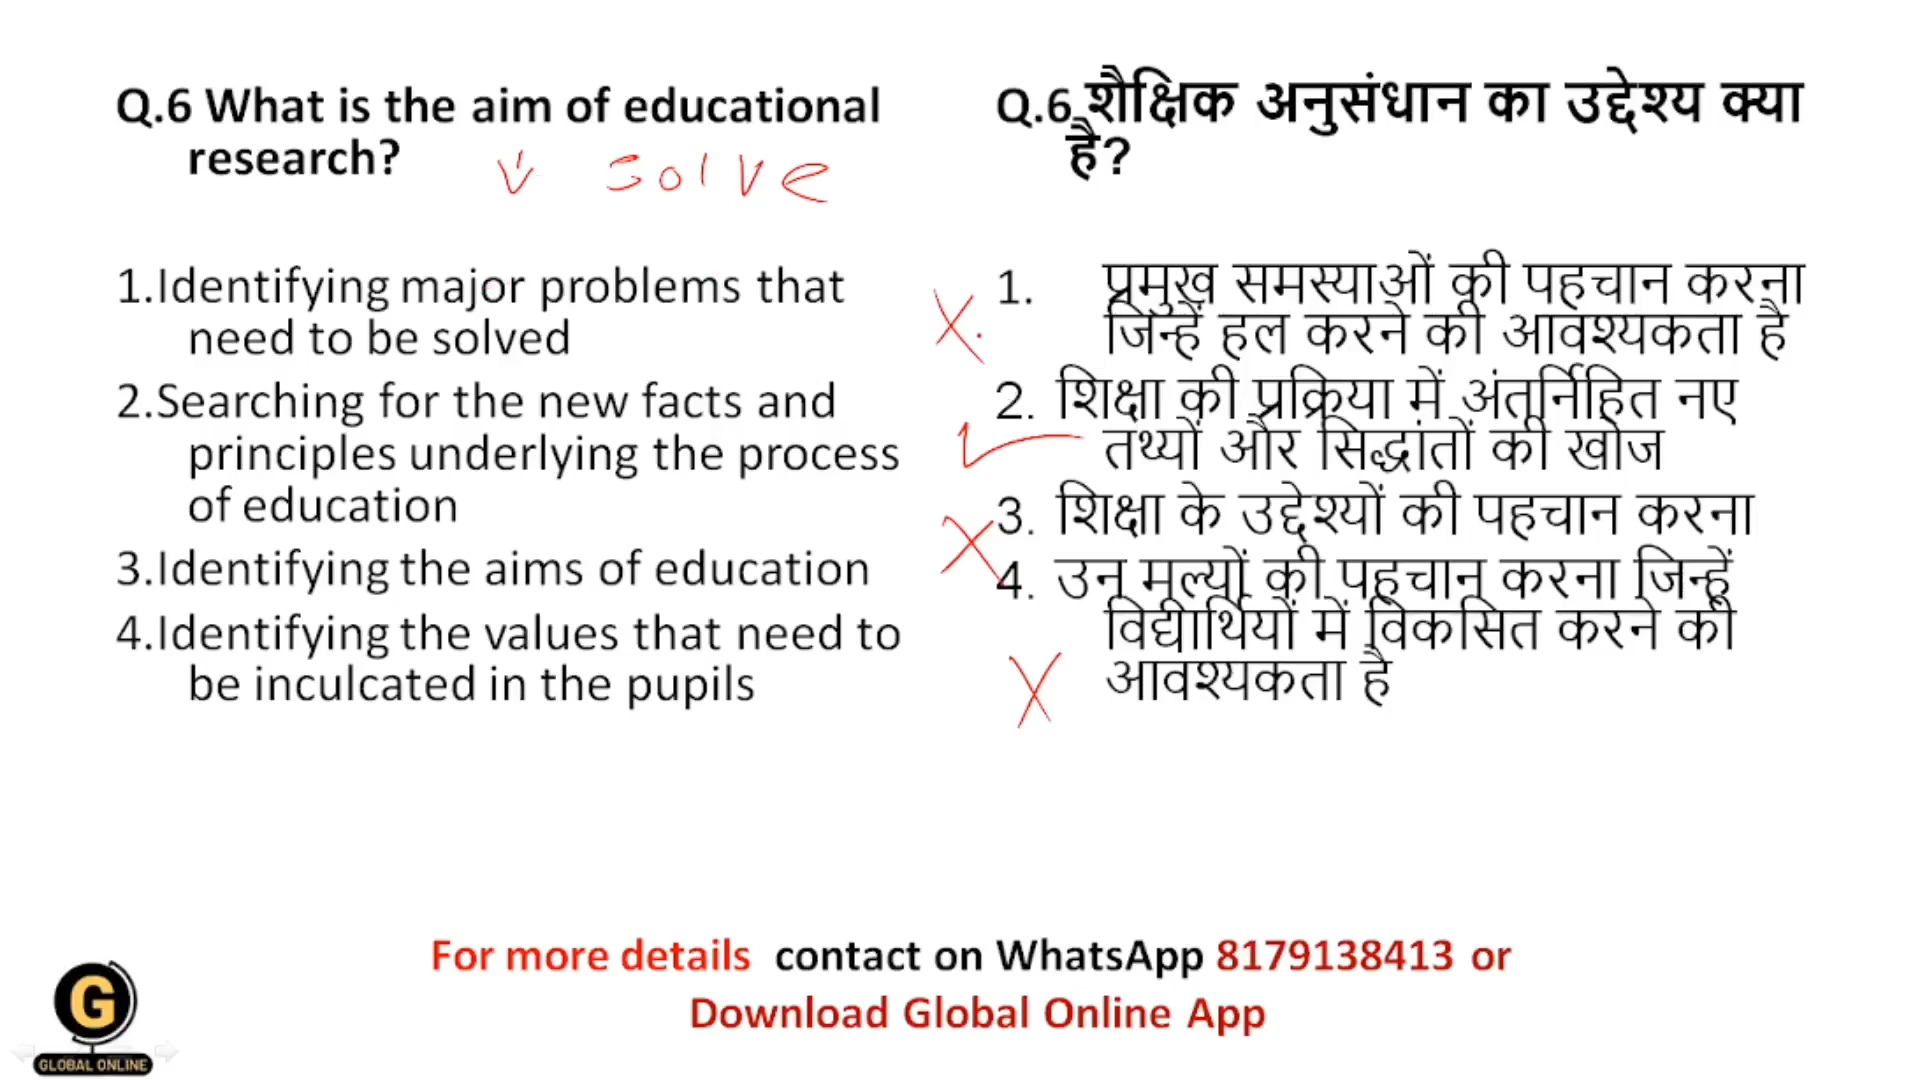 Q.6 What is the aim of educational
research?
solve
1.Identifying major problems that
need to be solved
2.Searching for the new facts and
principles underlying the process
of education
3.Identifying the aims of education
4.Identifying the values that need to
be inculcated in the pupils
Q.6 शैक्षिक अनुसंधान का उद्देश्य क्या
है?
1. प्रमुख समस्याओं की पहचान करना
जिन्हें हल करने की आवश्यकता है
2. शिक्षा की प्रक्रिया में अंतर्निहित नए
तथ्यों और सिद्धांतों की खोज
3. शिक्षा के उद्देश्यों की पहचान करना
4. उन मूल्यों की पहचान करना जिन्हें
विद्यार्थियों में विकसित करने की
आवश्यकता है
For more details contact on WhatsApp 8179138413 or
Download Global Online App
G
GLOBAL ONLINE